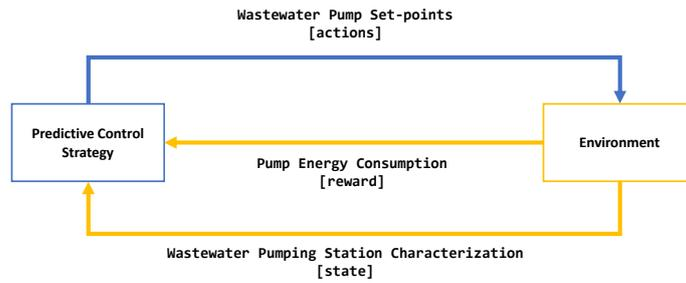 Wastewater Pump Set-points
[actions]
Predictive Control
Strategy
Environment
Pump Energy Consumption
[reward]
Wastewater Pumping Station Characterization
[state]